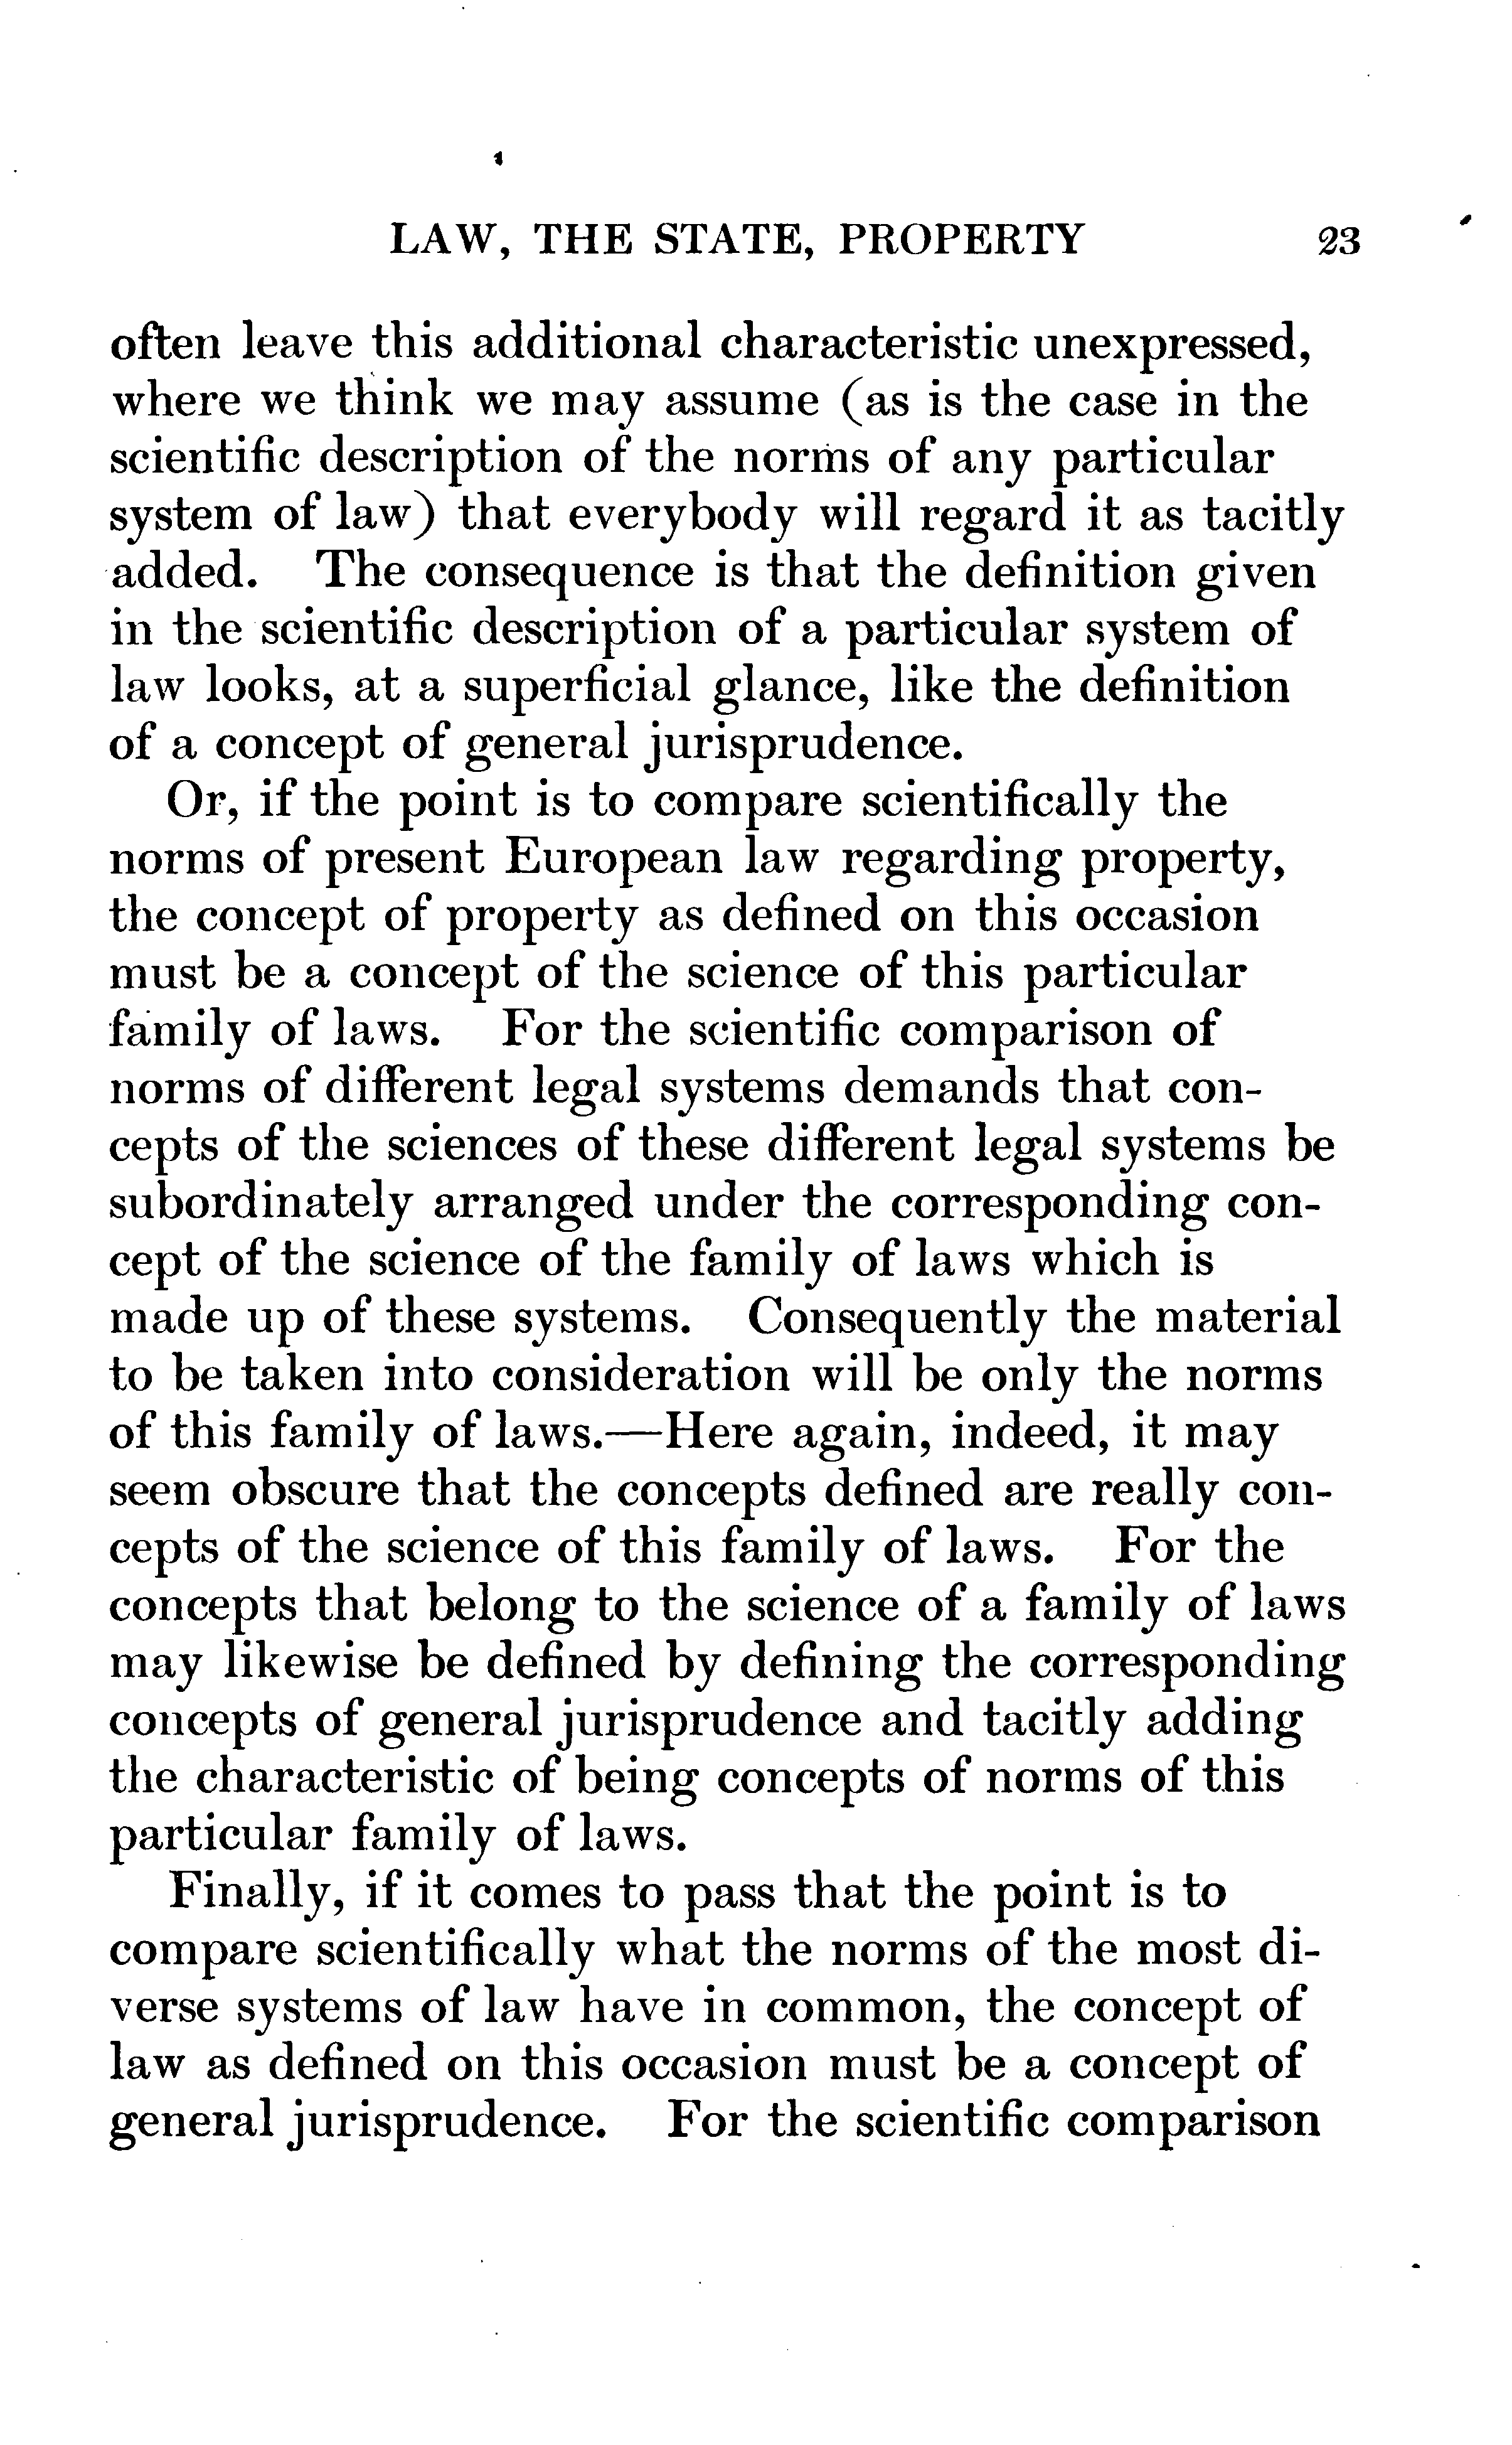 LAW, THE STATE, PROPERTY 23
often leave this additional characteristic unexpressed,
where we think we may assume (as is the case in the
scientific description of the norms of any particular
system of law) that everybody will regard it as tacitly
added. The consequence is that the definition given
in the scientific description of a particular system of
law looks, at a superficial glance, like the definition
of a concept of general jurisprudence.
Or, if the point is to compare scientifically the
norms of present European law regarding property,
the concept of property as defined on this occasion
must be a concept of the science of this particular
family of laws. For the scientific comparison of
norms of different legal systems demands that con-
cepts of the sciences of these different legal systems be
subordinately arranged under the corresponding con-
cept of the science of the family of laws which is
made up of these systems. Consequently the material
to be taken into consideration will be only the norms
of this family of laws.—Here again, indeed, it may
seem obscure that the concepts defined are really con-
cepts of the science of this family of laws. For the
concepts that belong to the science of a family of laws
may likewise be defined by defining the corresponding
concepts of general jurisprudence and tacitly adding
the characteristic of being concepts of norms of this
particular family of laws.
Finally, if it comes to pass that the point is to
compare scientifically what the norms of the most di-
verse systems of law have in common, the concept of
law as defined on this occasion must be a concept of
general jurisprudence. For the scientific comparison